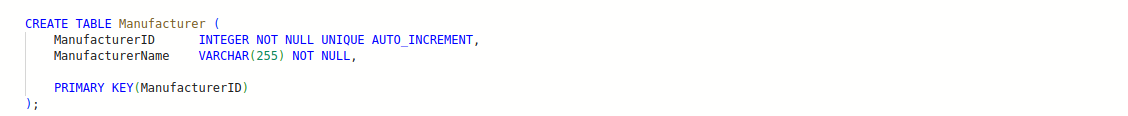 CREATE TABLE Manufacturer (
    ManufacturerID      INTEGER NOT NULL UNIQUE AUTO_INCREMENT,
    ManufacturerName    VARCHAR(255) NOT NULL,

    PRIMARY KEY(ManufacturerID)
);